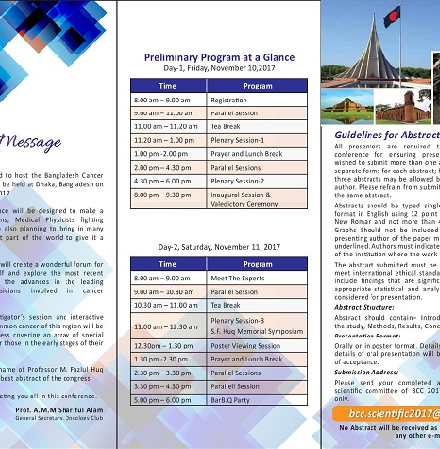 Message
d to host the Bangladesh Cancer
be held at Dhaka, Bangladesh on
2017
nce will be designed to make a
ns, Medical Physicists fighting
also planning to bring in many
t part of the world to give it a
will create a wonderful forum for
lf and explore the most recent
the advances in the leading
sicians involved in cancer
tigator's session and interactive
mmon cancer of this region will be
ess covering an array of special
r those in the early stages of their
name of Professor M. Fazlul Huq
best abstract of the congress
cting you all in this conference.
Prof. A.M.M Shariful Alam
General Secretary, Oncology Club
Preliminary Program at a Glance
Day-1, Friday, November 10,2017
Time Program
8.00 am – 9.00 am Registration
9.00 am – 11.00 am Parallel Session
11.00 am – 11.20 am Tea Break
11.20 am – 1.00 pm Plenary Session-1
1.00 pm -2.00 pm Prayer and Lunch Break
2.00 pm – 4.30 pm Parallel Sessions
4.30 pm – 6.00 pm Plenary Session-2
8.00 pm – 9.30 pm Inaugural Session &
Valedictory Ceremony
Day-2, Saturday, November 11, 2017
Time Program
8.00 am – 9.00 am Meet The Experts
9.00 am – 10.30 am Parallel Session
10.30 am – 11.00 am Tea Break
11.00 am – 12.30 am Plenary Session-3
S.F. Huq Memorial Symposium
12.30pm – 1.30 pm Poster Viewing Session
1.30 pm -2.30 pm Prayer and Lunch Break
2.30 pm – 3.30 pm Parallel Sessions
3.30 pm – 4.30 pm Parallell Session
5.00 pm – 6.00 pm BarB.Q Party
Guidelines for Abstract
All presenters are required t
conference for ensuring prese
wished to submit more than one a
separate form for each abstract;
three abstracts may be allowed b
author. Please refrain from submit
the same abstract.
Abstracts should be typed singl
format in English using 12 point
New Roman and not more than
Graphs should not be included
presenting author of the paper m
underlined. Authors must indicate
of the institution where the work
The abstract submitted must be
meet international ethical standa
include findings that are signific
appropriate statistical and analy
considered for presentation.
Abstract Structure:
Abstract should contain– Introdu
the study, Methods, Results, Conc
Presentation Format:
Orally or in poster format. Details
details of oral presentation will b
of acceptance.
Submission Address:
Please send your completed a
scientific committee of BCC 2017
only.
bcc.scientific2017@
No Abstract will be received as
any other e-m